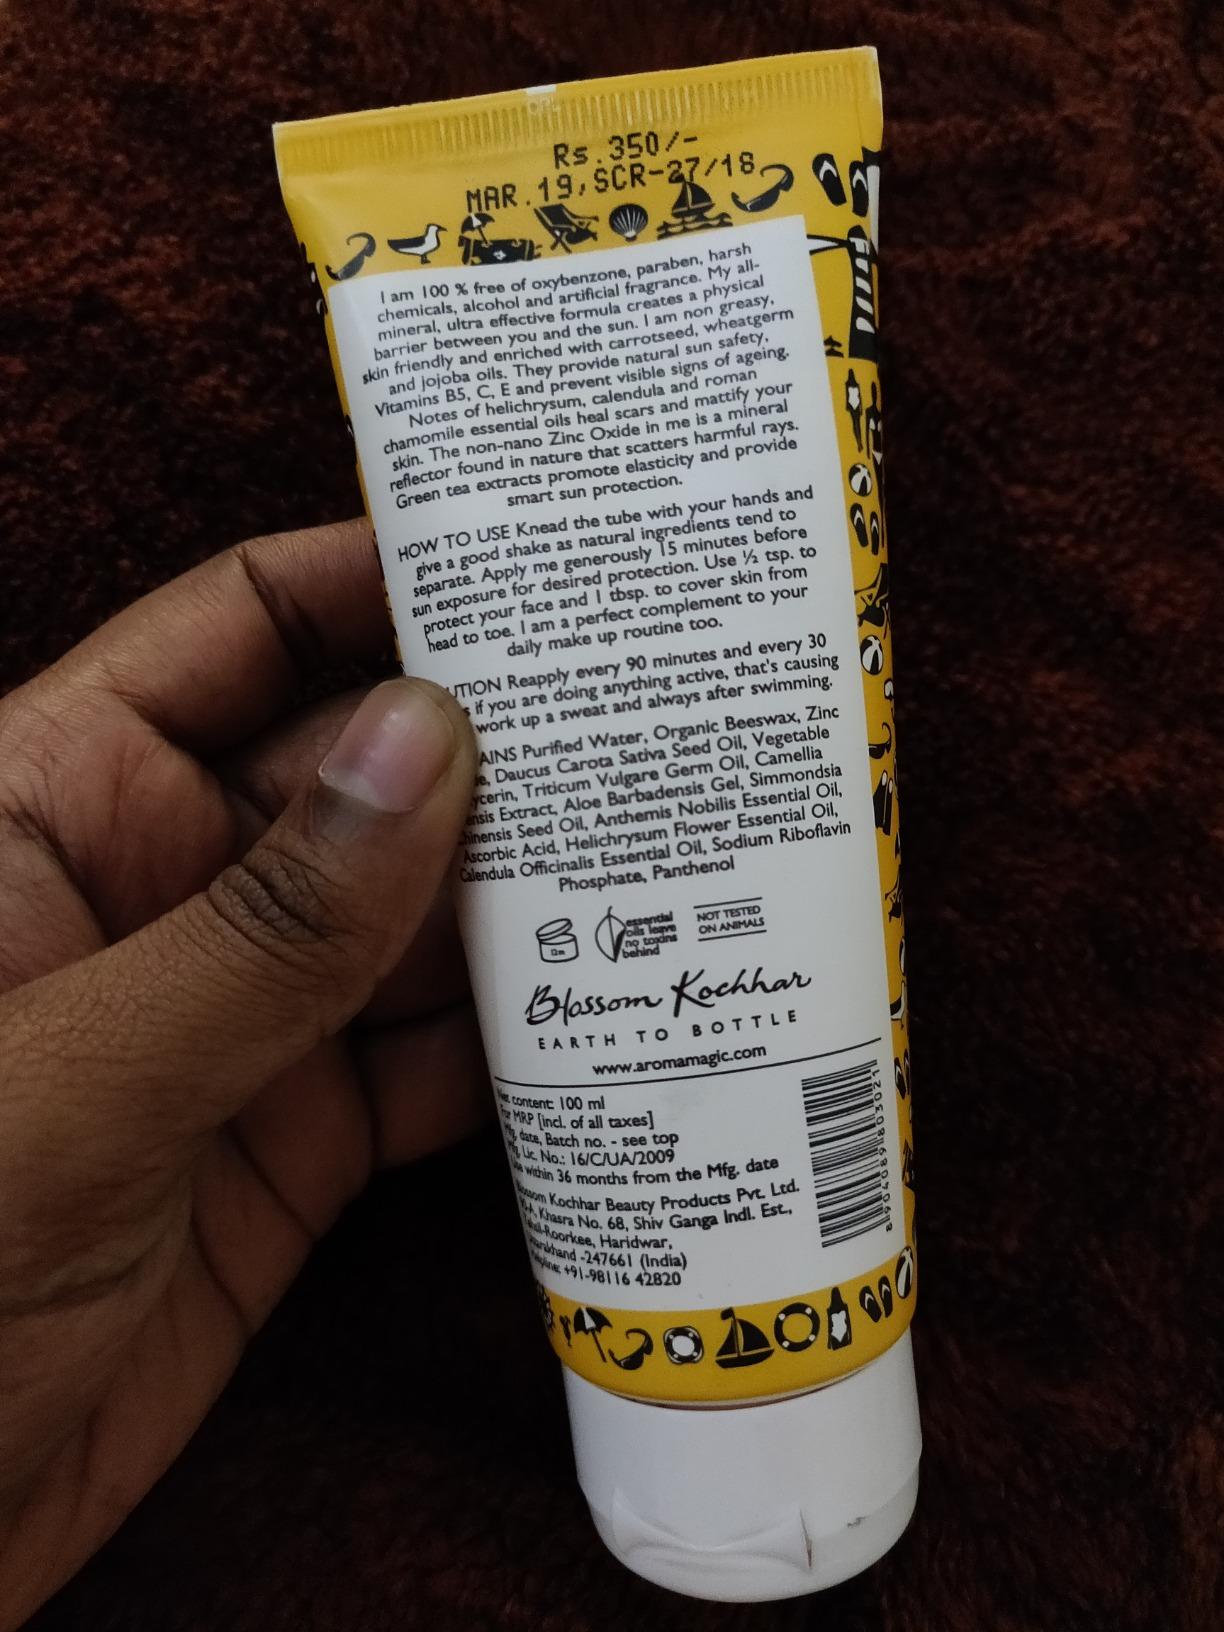 Rs.350/-
MAR.19,SCR-27/18
I am 100 % free of oxybenzone, paraben, harsh
chemicals, alcohol and artificial fragrance. My all-
mineral, ultra effective formula creates a physical
barrier between you and the sun. I am non greasy,
skin friendly and enriched with carrotseed, wheatgerm
and jojoba oils. They provide natural sun safety,
Vitamins B5, C, E and prevent visible signs of ageing.
Notes of helichrysum, calendula and roman
chamomile essential oils heal scars and mattify your
skin. The non-nano Zinc Oxide in me is a mineral
reflector found in nature that scatters harmful rays.
Green tea extracts promote elasticity and provide
smart sun protection.
HOW TO USE Knead the tube with your hands and
give a good shake as natural ingredients tend to
separate. Apply me generously 15 minutes before
sun exposure for desired protection. Use ½ tsp. to
protect your face and 1 tbsp. to cover skin from
head to toe. I am a perfect complement to your
daily make up routine too.
UTION Reapply every 90 minutes and every 30
s if you are doing anything active, that's causing
work up a sweat and always after swimming.
AINS Purified Water, Organic Beeswax, Zinc
e, Daucus Carota Sativa Seed Oil, Vegetable
ycerin, Triticum Vulgare Germ Oil, Camellia
ensis Extract, Aloe Barbadensis Gel, Simmondsia
hinensis Seed Oil, Anthemis Nobilis Essential Oil,
Ascorbic Acid, Helichrysum Flower Essential Oil,
Calendula Officinalis Essential Oil, Sodium Riboflavin
Phosphate, Panthenol
12m
essential
oils leave
no toxins
behind
NOT TESTED
ON ANIMALS
Blossom Kochhar
EARTH TO BOTTLE
www.aromamagic.com
Net content: 100 ml
For MRP [incl. of all taxes]
Mfg. date, Batch no. - see top
Mfg. Lic. No.: 16/C/UA/2009
Use within 36 months from the Mfg. date
Blossom Kochhar Beauty Products Pvt. Ltd.
Khasra No. 68, Shiv Ganga Indl. Est.,
Tehsil-Roorkee, Haridwar,
Uttarakhand -247661 (India)
Helpline: +91-98116 42820
8904089803021